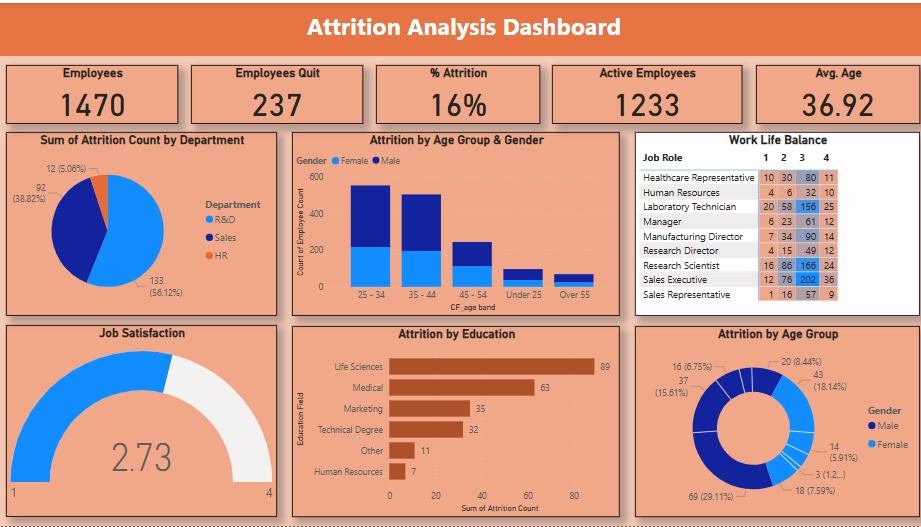 Attrition Analysis Dashboard
Employees
1470
Employees Quit
237
% Attrition
16%
Active Employees
1233
Avg. Age
36.92
Sum of Attrition Count by Department
12 (5.06%)
92
(38.82%)
133
(56.12%)
Department
R&D
Sales
HR
Attrition by Age Group & Gender
Gender Female Male
Count of Employee Count
600
400
200
0
25 - 34 35 - 44 45 - 54 Under 25 Over 55
CF_age band
Work Life Balance
Job Role 1 2 3 4
Healthcare Representative 10 30 80 11
Human Resources 4 6 32 10
Laboratory Technician 20 58 156 25
Manager 6 23 61 12
Manufacturing Director 7 34 90 14
Research Director 4 15 49 12
Research Scientist 16 86 166 24
Sales Executive 12 76 202 36
Sales Representative 1 16 57 9
Job Satisfaction
2.73
1 4
Attrition by Education
Education Field
Life Sciences 89
Medical 63
Marketing 35
Technical Degree 32
Other 11
Human Resources 7
0 20 40 60 80
Sum of Attrition Count
Attrition by Age Group
20 (8.44%)
43
(18.14%)
14
(5.91%)
3 (1.2...)
18 (7.59%)
69 (29.11%)
37
(15.61%)
16 (6.75%)
Gender
Male
Female